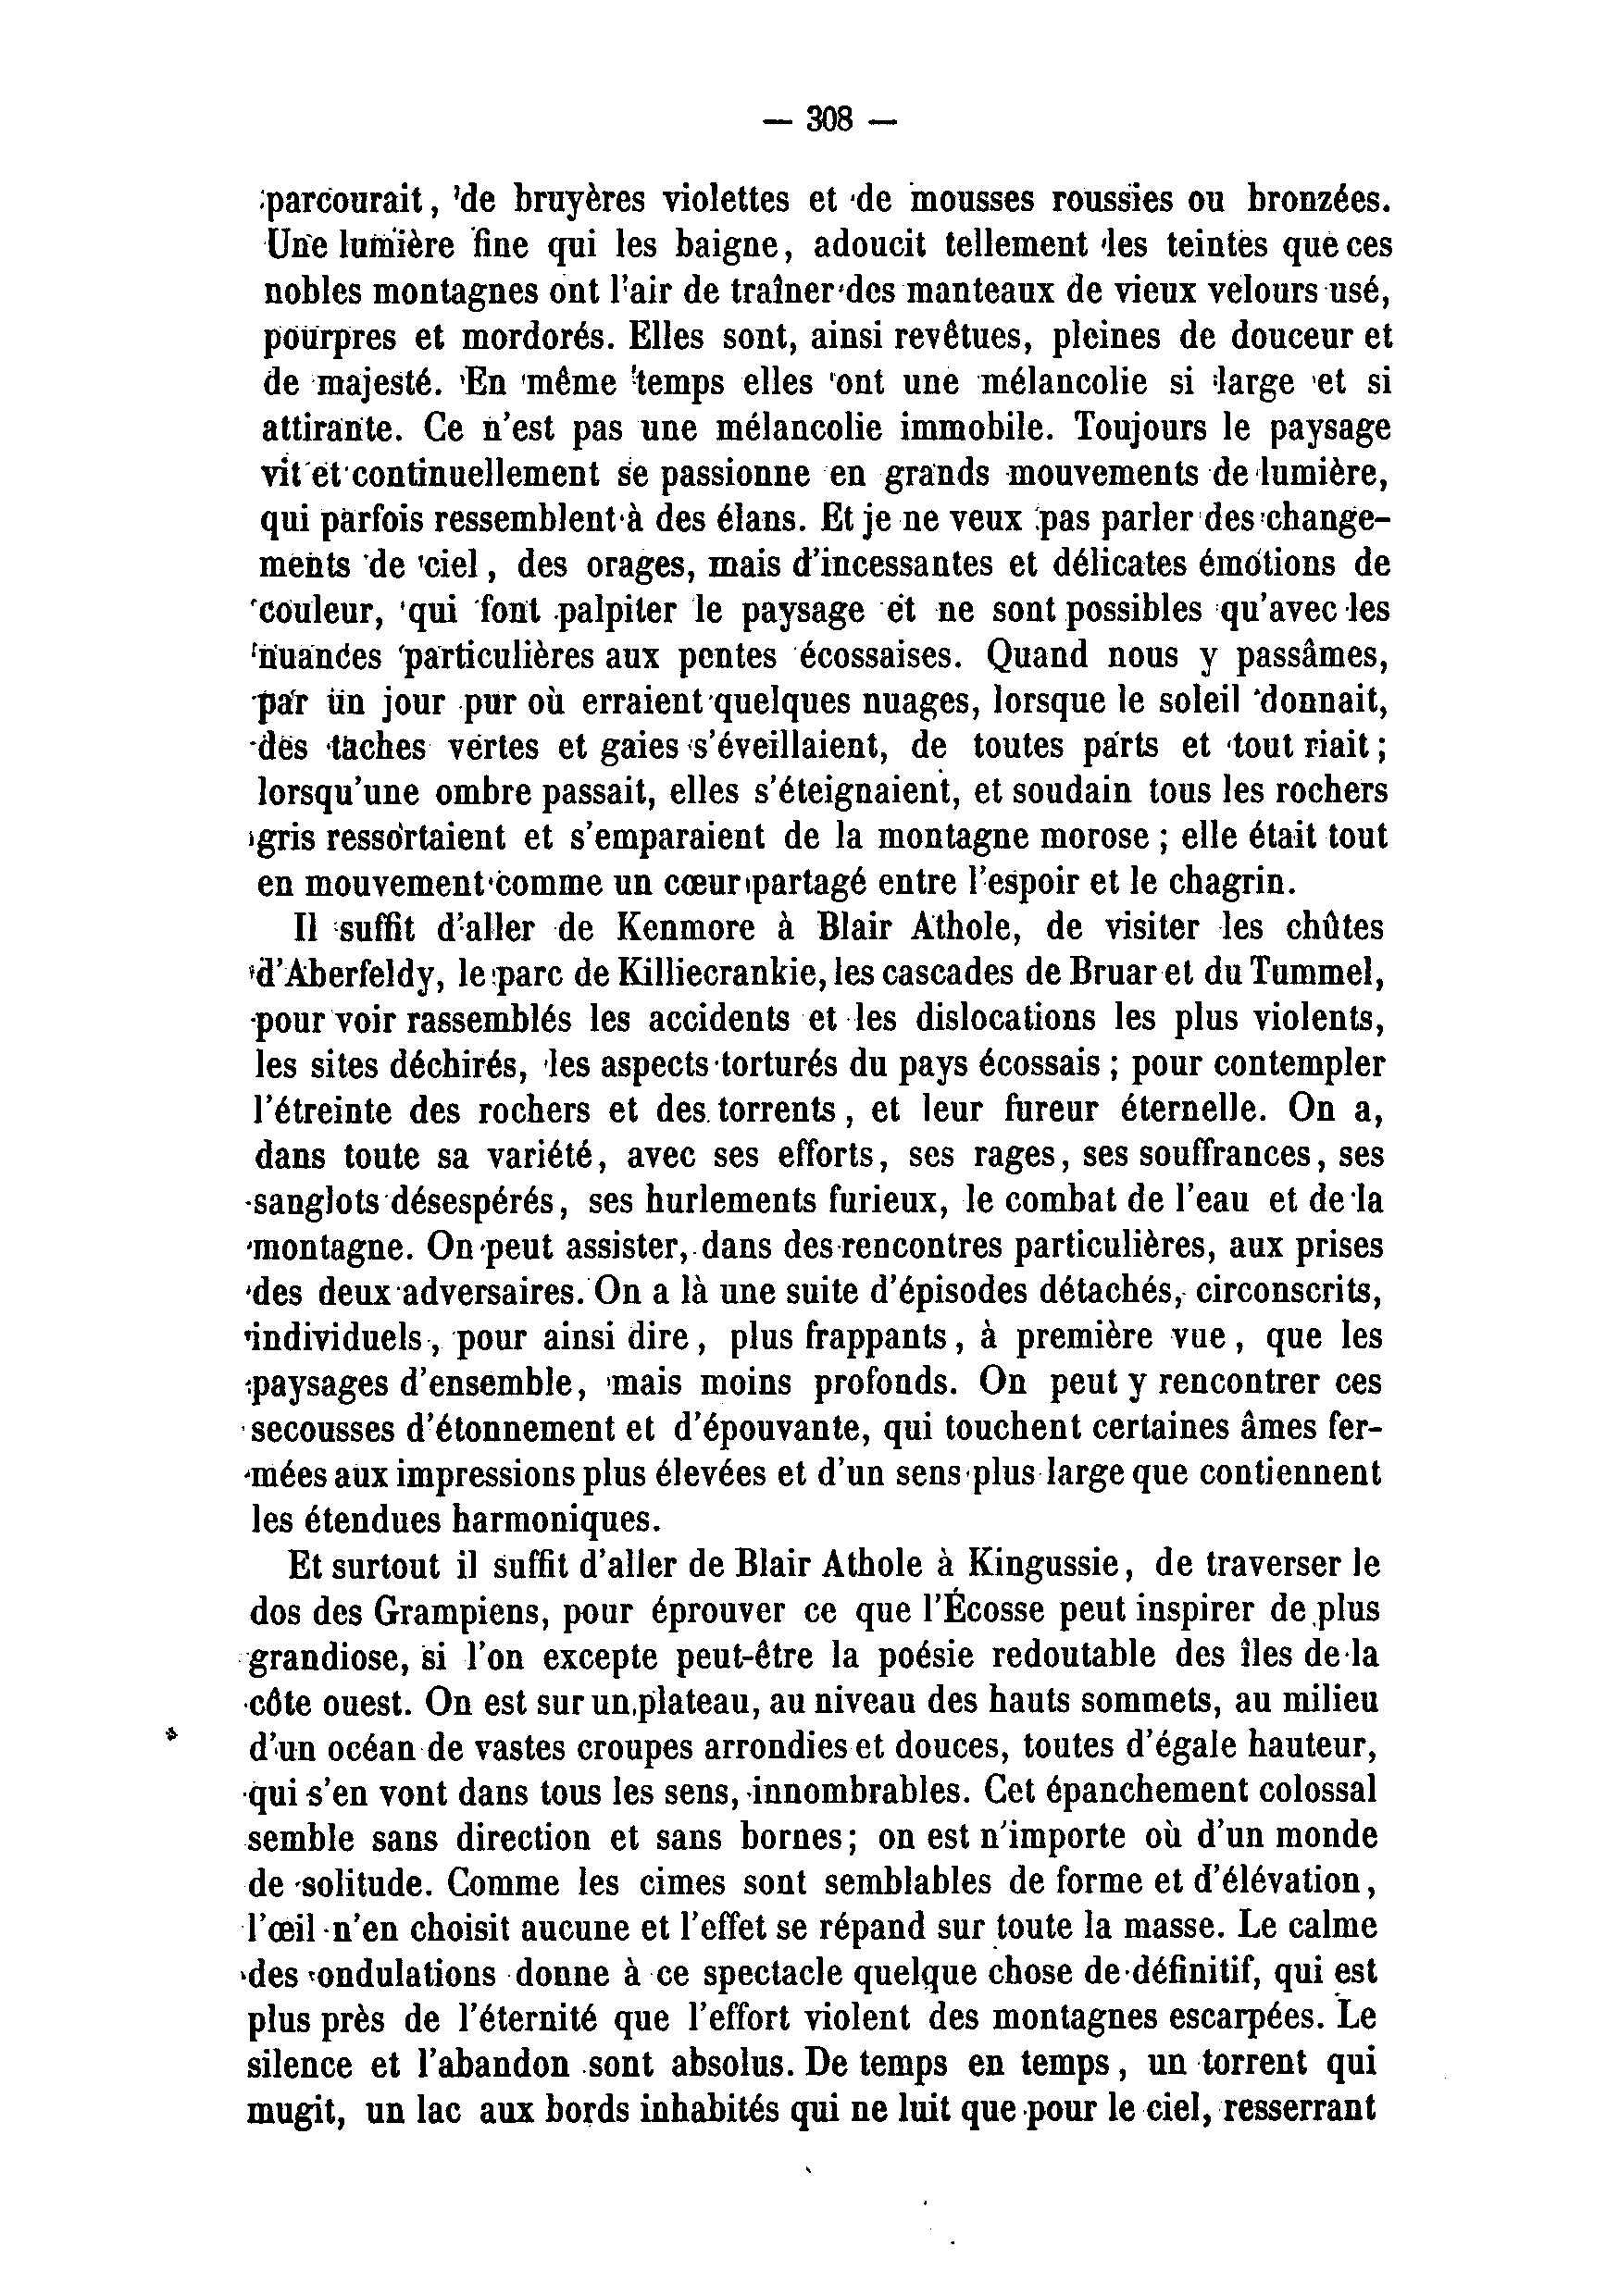 — 308 —
parcourait, de bruyères violettes et de mousses roussies ou bronzées.
Une lumière fine qui les baigne, adoucit tellement les teintes que ces
nobles montagnes ont l'air de traîner des manteaux de vieux velours usé,
pourpres et mordorés. Elles sont, ainsi revêtues, pleines de douceur et
de majesté. En même temps elles ont une mélancolie si large et si
attirante. Ce n'est pas une mélancolie immobile. Toujours le paysage
vit et continuellement se passionne en grands mouvements de lumière,
qui parfois ressemblent à des élans. Et je ne veux pas parler des change-
ments de ciel, des orages, mais d'incessantes et délicates émotions de
couleur, qui font palpiter le paysage et ne sont possibles qu'avec les
nuances particulières aux pentes écossaises. Quand nous y passâmes,
par un jour pur où erraient quelques nuages, lorsque le soleil donnait,
des taches vertes et gaies s'éveillaient, de toutes parts et tout riait ;
lorsqu'une ombre passait, elles s'éteignaient, et soudain tous les rochers
gris ressortaient et s'emparaient de la montagne morose ; elle était tout
en mouvement comme un cœur partagé entre l'espoir et le chagrin.
Il suffit d'aller de Kenmore à Blair Athole, de visiter les chûtes
d'Aberfeldy, le parc de Killiecrankie, les cascades de Bruar et du Tummel,
pour voir rassemblés les accidents et les dislocations les plus violents,
les sites déchirés, les aspects torturés du pays écossais ; pour contempler
l'étreinte des rochers et des torrents, et leur fureur éternelle. On a,
dans toute sa variété, avec ses efforts, ses rages, ses souffrances, ses
sanglots désespérés, ses hurlements furieux, le combat de l'eau et de la
montagne. On peut assister, dans des rencontres particulières, aux prises
des deux adversaires. On a là une suite d'épisodes détachés, circonscrits,
individuels, pour ainsi dire, plus frappants, à première vue, que les
paysages d'ensemble, mais moins profonds. On peut y rencontrer ces
secousses d'étonnement et d'épouvante, qui touchent certaines âmes fer-
mées aux impressions plus élevées et d'un sens plus large que contiennent
les étendues harmoniques.
Et surtout il suffit d'aller de Blair Athole à Kingussie, de traverser le
dos des Grampiens, pour éprouver ce que l'Écosse peut inspirer de plus
grandiose, si l'on excepte peut-être la poésie redoutable des îles de la
côte ouest. On est sur un plateau, au niveau des hauts sommets, au milieu
d'un océan de vastes croupes arrondies et douces, toutes d'égale hauteur,
qui s'en vont dans tous les sens, innombrables. Cet épanchement colossal
semble sans direction et sans bornes ; on est n'importe où d'un monde
de solitude. Comme les cimes sont semblables de forme et d'élévation,
l'œil n'en choisit aucune et l'effet se répand sur toute la masse. Le calme
des ondulations donne à ce spectacle quelque chose de définitif, qui est
plus près de l'éternité que l'effort violent des montagnes escarpées. Le
silence et l'abandon sont absolus. De temps en temps, un torrent qui
mugit, un lac aux bords inhabités qui ne luit que pour le ciel, resserrant